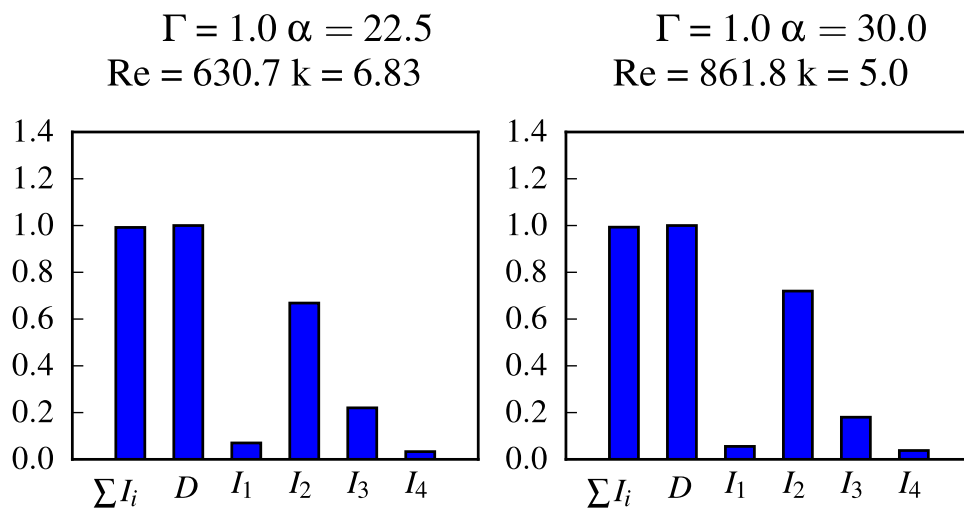 Γ = 1.0 α = 22.5
Re = 630.7 k = 6.83
1.4
1.2
1.0
0.8
0.6
0.4
0.2
0.0
∑ I_i D I_1 I_2 I_3 I_4
Γ = 1.0 α = 30.0
Re = 861.8 k = 5.0
1.4
1.2
1.0
0.8
0.6
0.4
0.2
0.0
∑ I_i D I_1 I_2 I_3 I_4